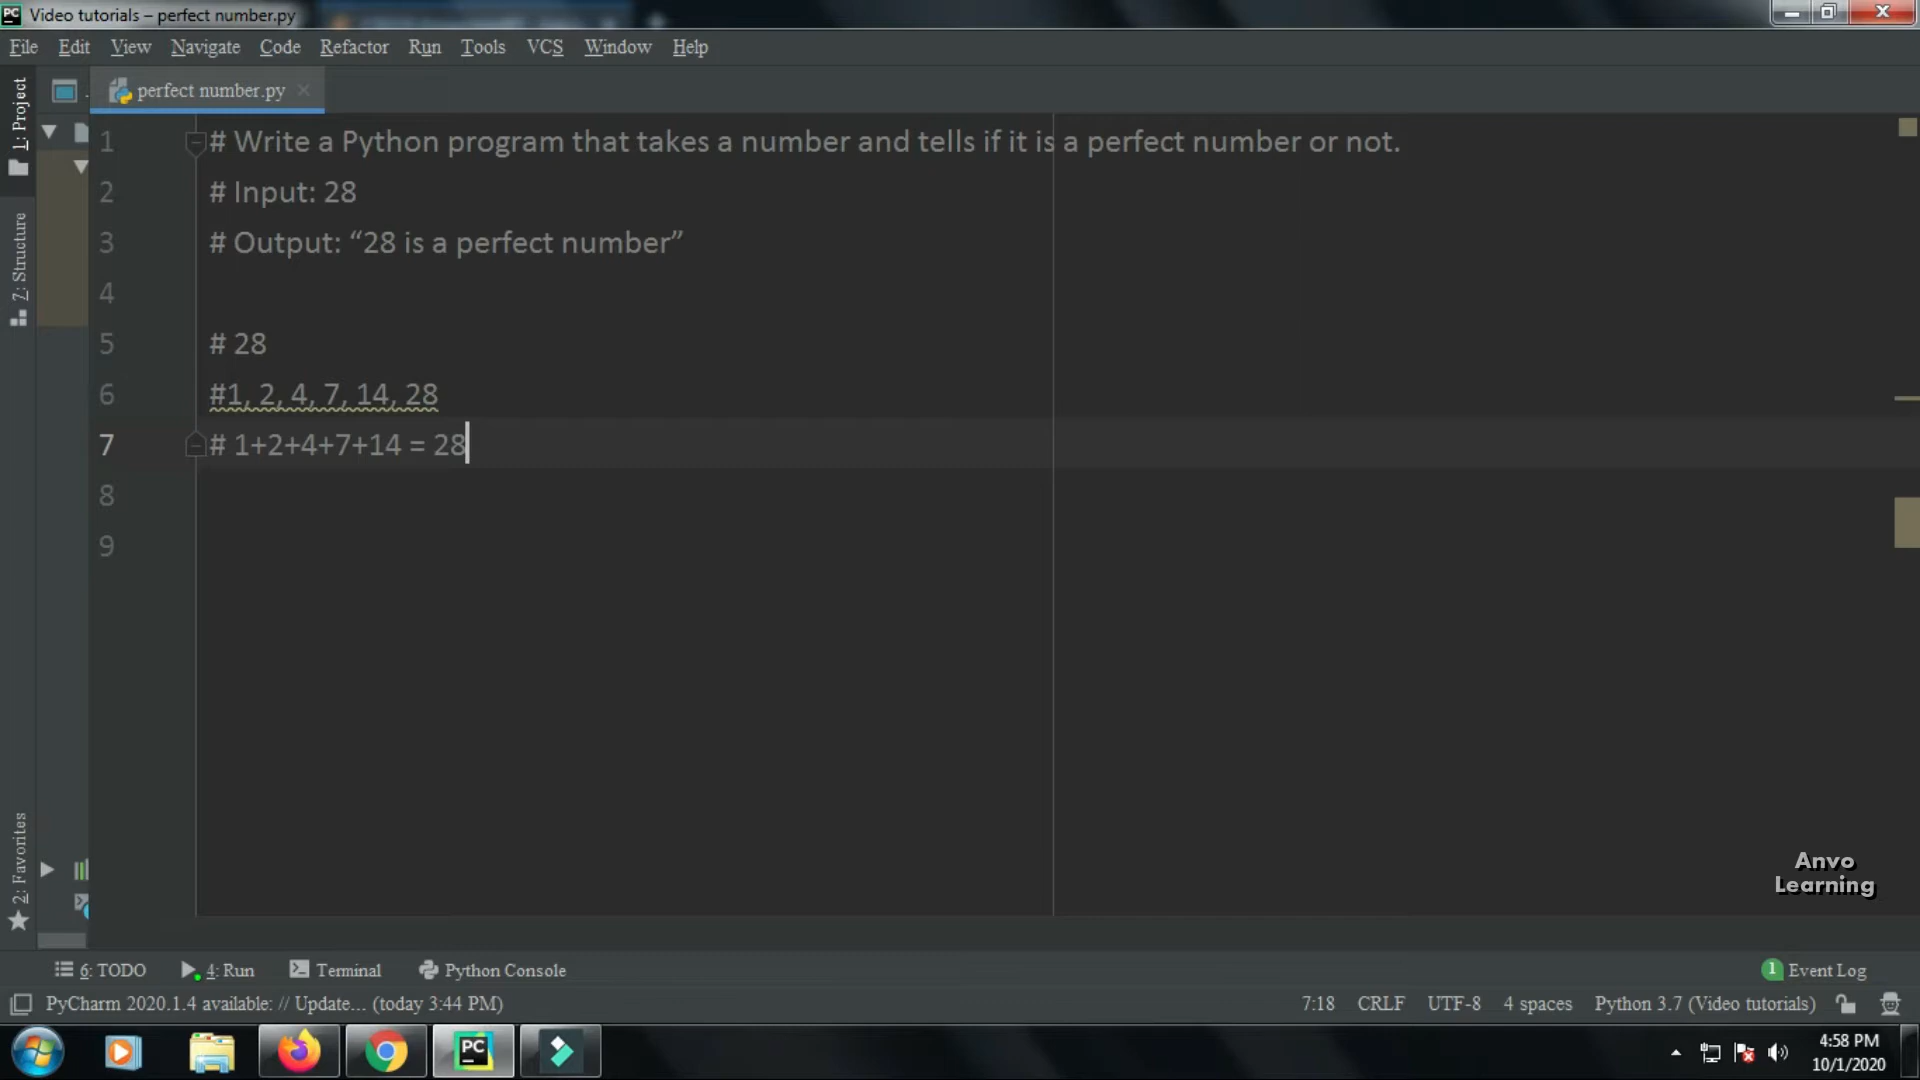 PC Video tutorials – perfect number.py
File Edit View Navigate Code Refactor Run Tools VCS Window Help
perfect number.py
1: Project
7: Structure
2: Favorites
1 # Write a Python program that takes a number and tells if it is a perfect number or not.
2 # Input: 28
3 # Output: “28 is a perfect number”
4
5 # 28
6 #1, 2, 4, 7, 14, 28
7 # 1+2+4+7+14 = 28
8
9
Anvo
Learning
6: TODO 4: Run Terminal Python Console 1 Event Log
PyCharm 2020.1.4 available: // Update... (today 3:44 PM) 7:18 CRLF UTF-8 4 spaces Python 3.7 (Video tutorials)
PC
4:58 PM
10/1/2020